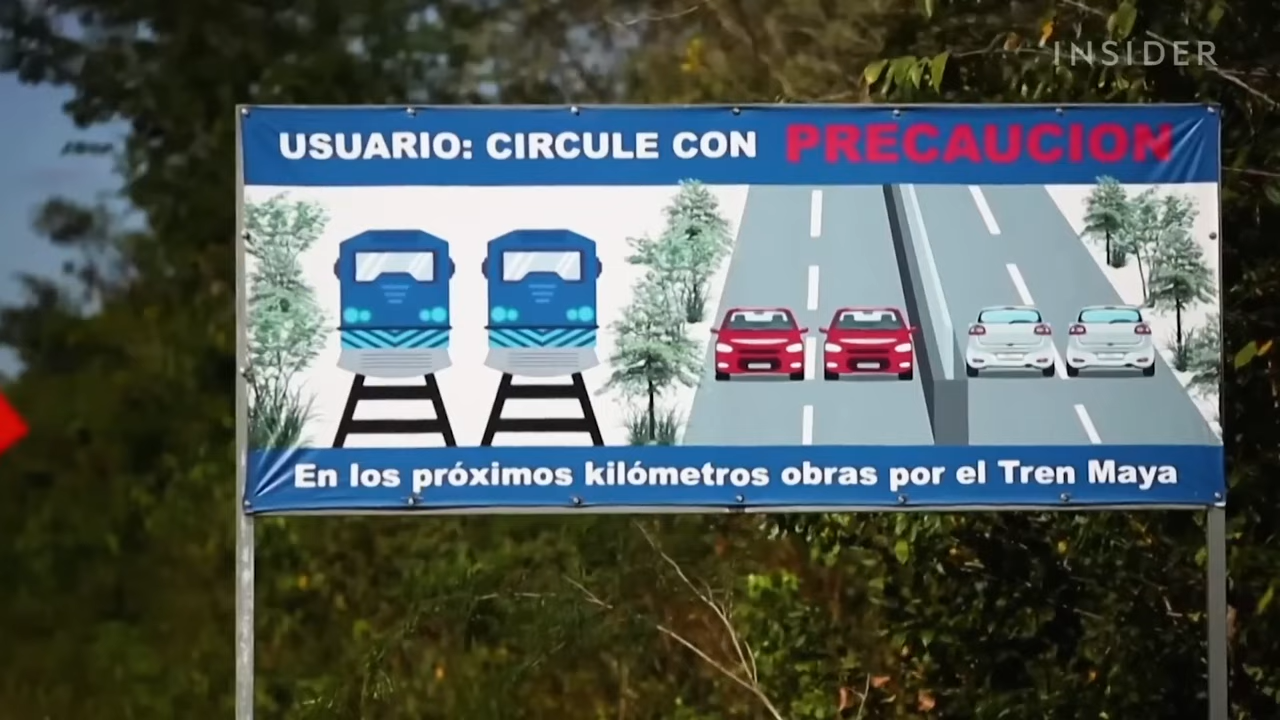 INSIDER
USUARIO: CIRCULE CON PRECAUCION
En los próximos kilómetros obras por el Tren Maya